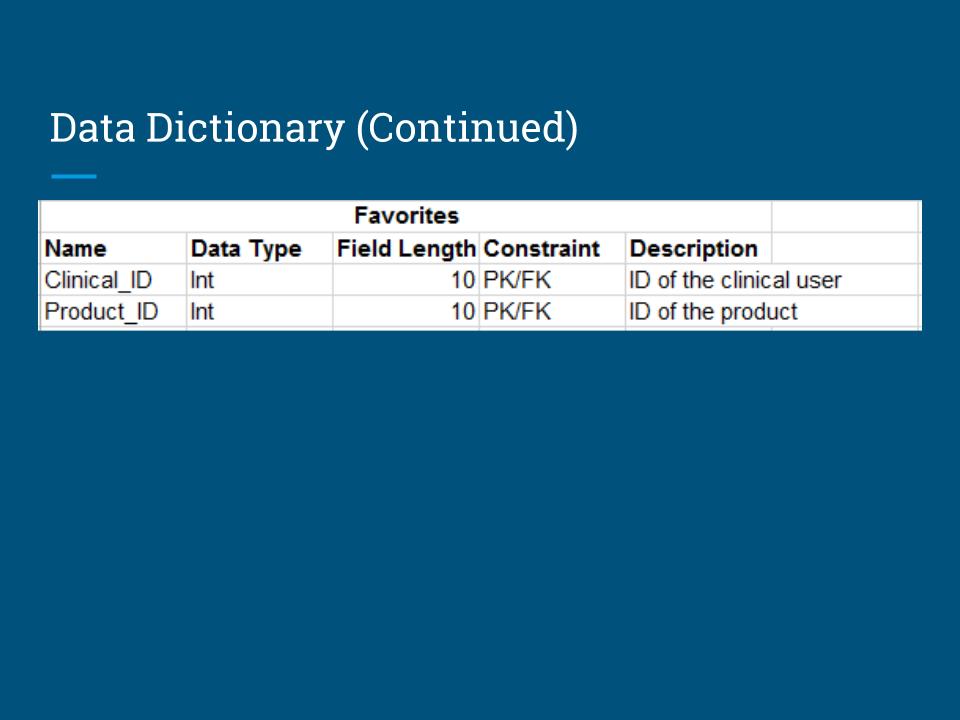 Data Dictionary (Continued)
Favorites
Name Data Type Field Length Constraint Description
Clinical_ID Int 10 PK/FK ID of the clinical user
Product_ID Int 10 PK/FK ID of the product